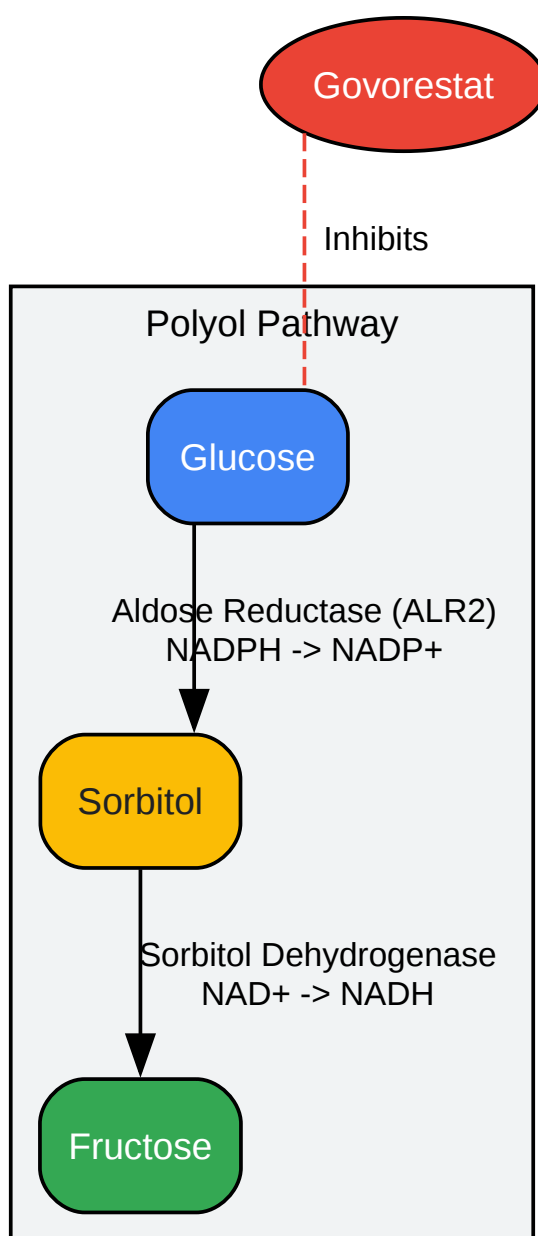 Govorestat
Inhibits
Polyol Pathway
Glucose
Aldose Reductase (ALR2)
NADPH -> NADP+
Sorbitol
Sorbitol Dehydrogenase
NAD+ -> NADH
Fructose